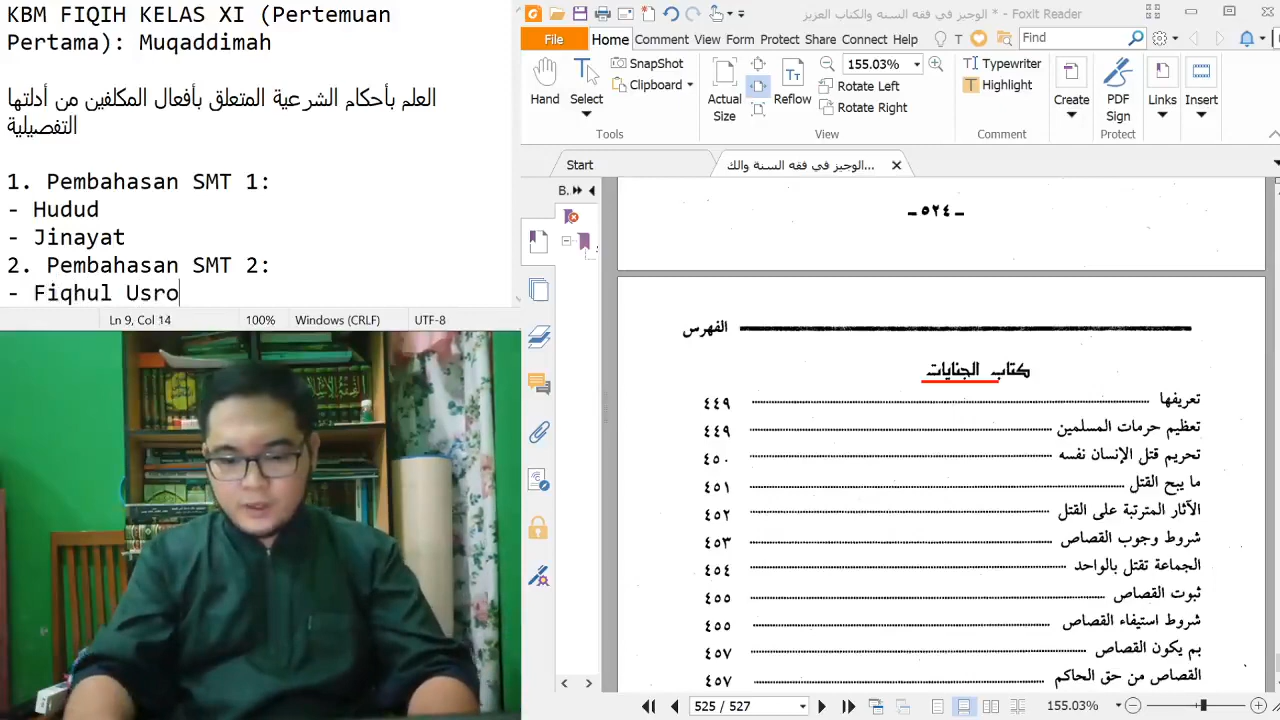 KBM FIQIH KELAS XI (Pertemuan
Pertama): Muqaddimah
العلم بأحكام الشرعية المتعلق بأفعال المكلفين من أدلتها
التفصيلية
1. Pembahasan SMT 1:
- Hudud
- Jinayat
2. Pembahasan SMT 2:
- Fiqhul Usro
Ln 9, Col 14
100%
Windows (CRLF)
UTF-8
الوجيز في فقه السنة والكتاب العزيز * - Foxit Reader
File
Home
Comment
View
Form
Protect
Share
Connect
Help
Find
Hand
Select
SnapShot
Clipboard
Tools
Actual
Size
Reflow
155.03%
Rotate Left
Rotate Right
View
Typewriter
Highlight
Comment
Create
PDF
Sign
Protect
Links
Insert
Start
الوجيز في فقه السنة والك...
B.
ـ ٥٢٤ ـ
الفهرس
كتاب الجنايات
تعريفها ٤٤٩
تعظيم حرمات المسلمين ٤٤٩
تحريم قتل الإنسان نفسه ٤٥٠
ما يبح القتل ٤٥١
الآثار المترتبة على القتل ٤٥٢
شروط وجوب القصاص ٤٥٣
الجماعة تقتل بالواحد ٤٥٤
ثبوت القصاص ٤٥٥
شروط استيفاء القصاص ٤٥٥
بم يكون القصاص ٤٥٧
القصاص من حق الحاكم ٤٥٧
525 / 527
155.03%